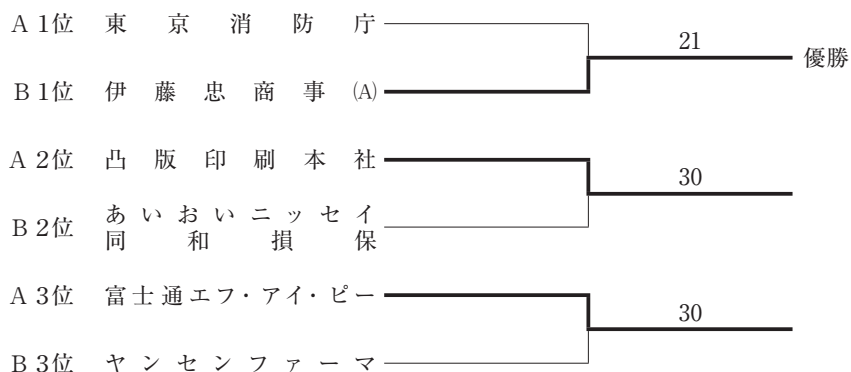 A 1位 東京消防庁
21
優勝
B 1位 伊藤忠商事(A)
A 2位 凸版印刷本社
30
B 2位 あいおいニッセイ
同和損保
A 3位 富士通エフ・アイ・ピー
30
B 3位 ヤンセンファーマ